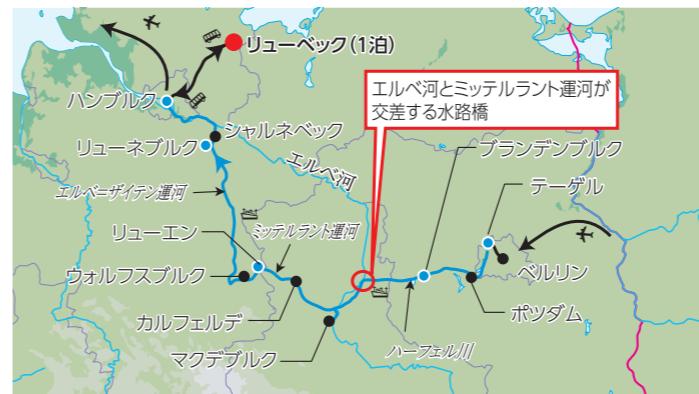 リューベック（1泊）
ハンブルク
エルベ河とミッテルラント運河が
交差する水路橋
シャルネベック
リューネブルク
ブランデンブルク
エルベ河
テーゲル
エルベ=ザイテン運河
リューエン
ミッテルラント運河
ウォルフスブルク
ベルリン
カルフェルデ
ポツダム
マクデブルク
ハーフェル川